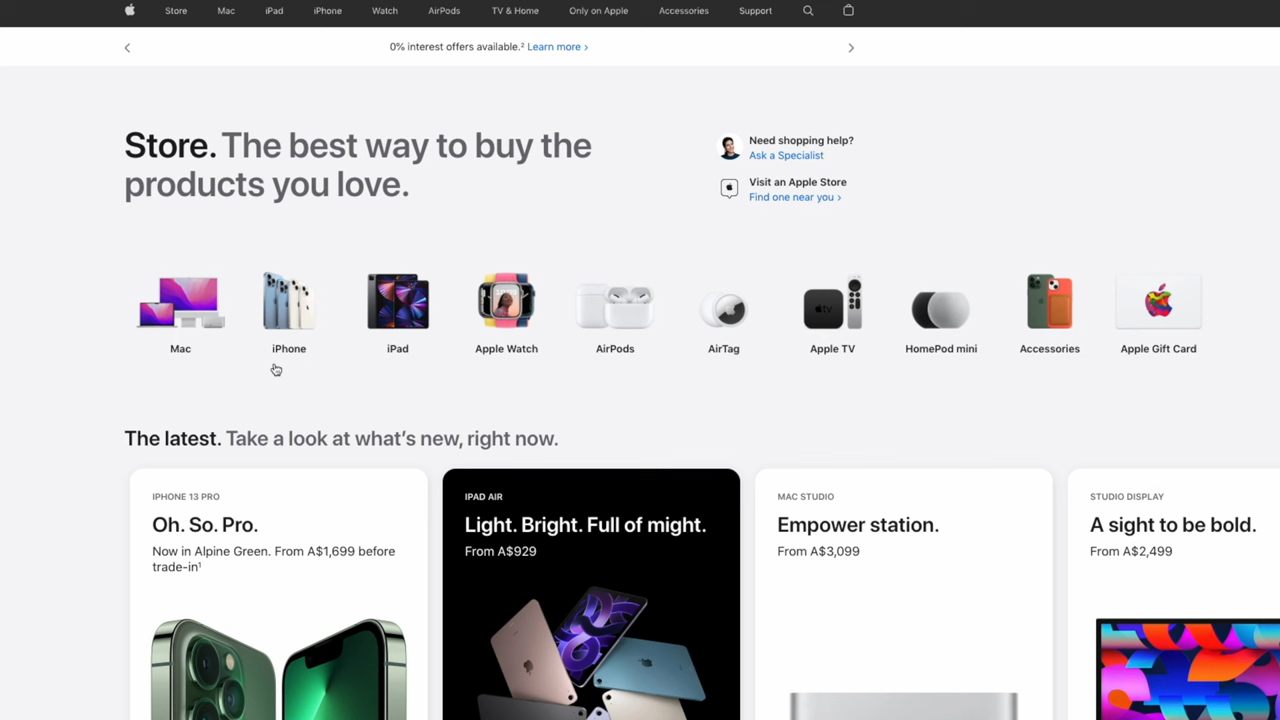 Store
Mac
iPad
iPhone
Watch
AirPods
TV & Home
Only on Apple
Accessories
Support
0% interest offers available.² Learn more ›
Store. The best way to buy the
products you love.
Need shopping help?
Ask a Specialist
Visit an Apple Store
Find one near you ›
Mac
iPhone
iPad
Apple Watch
AirPods
AirTag
Apple TV
HomePod mini
Accessories
Apple Gift Card
The latest. Take a look at what's new, right now.
IPHONE 13 PRO
Oh. So. Pro.
Now in Alpine Green. From A$1,699 before
trade-in¹
IPAD AIR
Light. Bright. Full of might.
From A$929
MAC STUDIO
Empower station.
From A$3,099
STUDIO DISPLAY
A sight to be bold.
From A$2,499